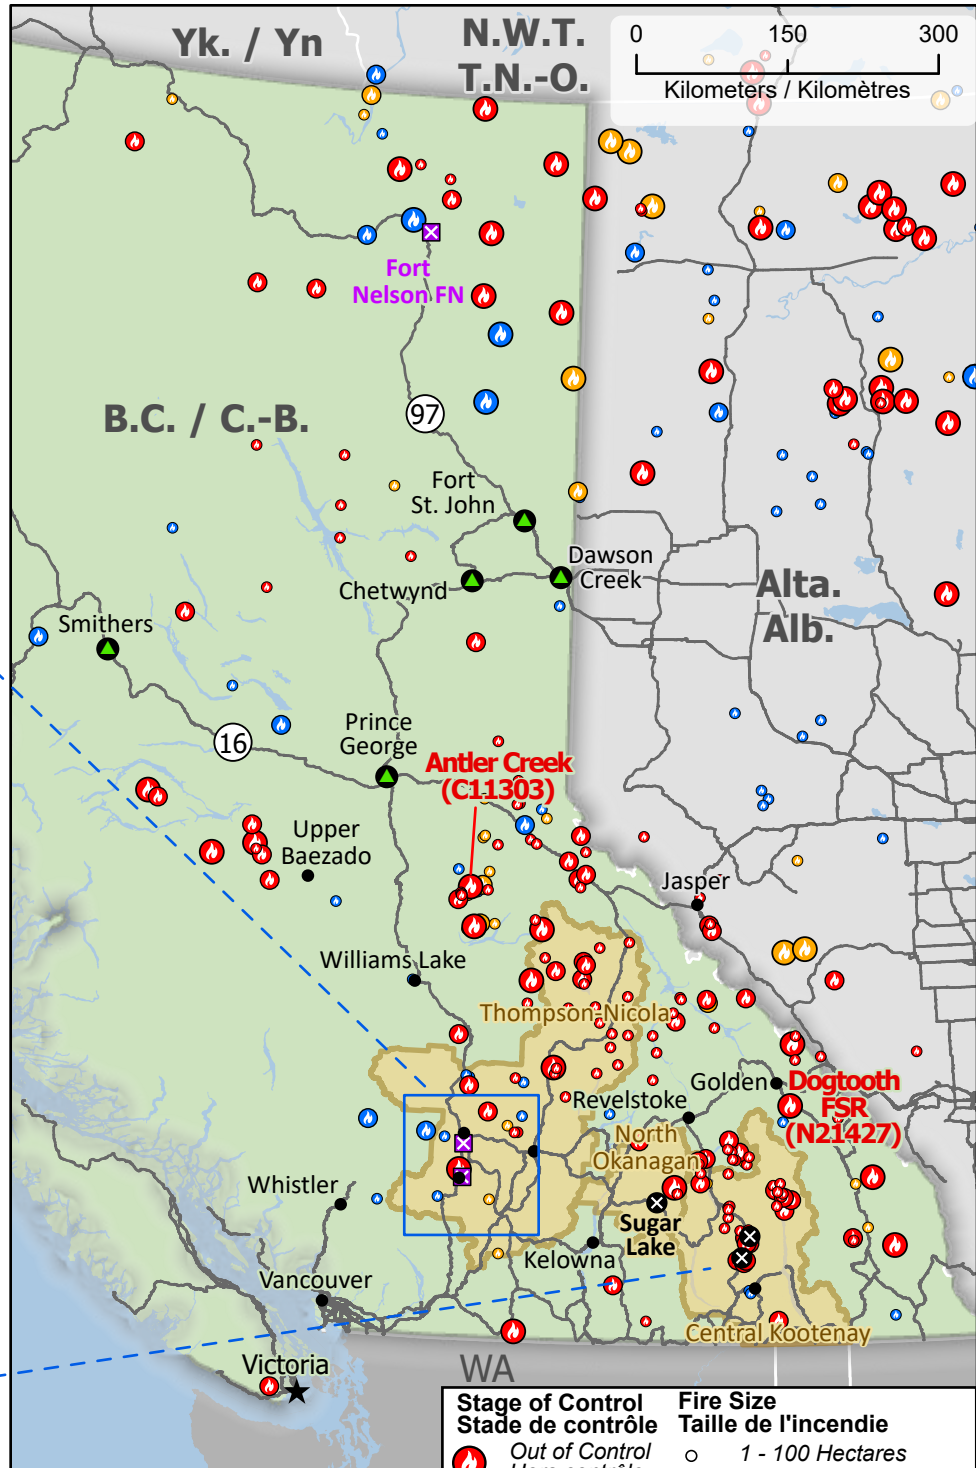 Yk. / Yn
N.W.T.
T.N.-O.
0 150 300
Kilometers / Kilomètres
Fort
Nelson FN
B.C. / C.-B.
97
Fort
St. John
Dawson
Creek
Chetwynd
Alta.
Alb.
Smithers
16
Prince
George
Antler Creek
(C11303)
Upper
Baezado
Jasper
Williams Lake
Thompson-Nicola
Golden
Dogtooth
FSR
(N21427)
Revelstoke
North
Okanagan
Whistler
Sugar
Lake
Kelowna
Vancouver
Central Kootenay
Victoria
WA
Stage of Control
Stade de contrôle
Fire Size
Taille de l'incendie
Out of Control
Hors contrôle
1 - 100 Hectares